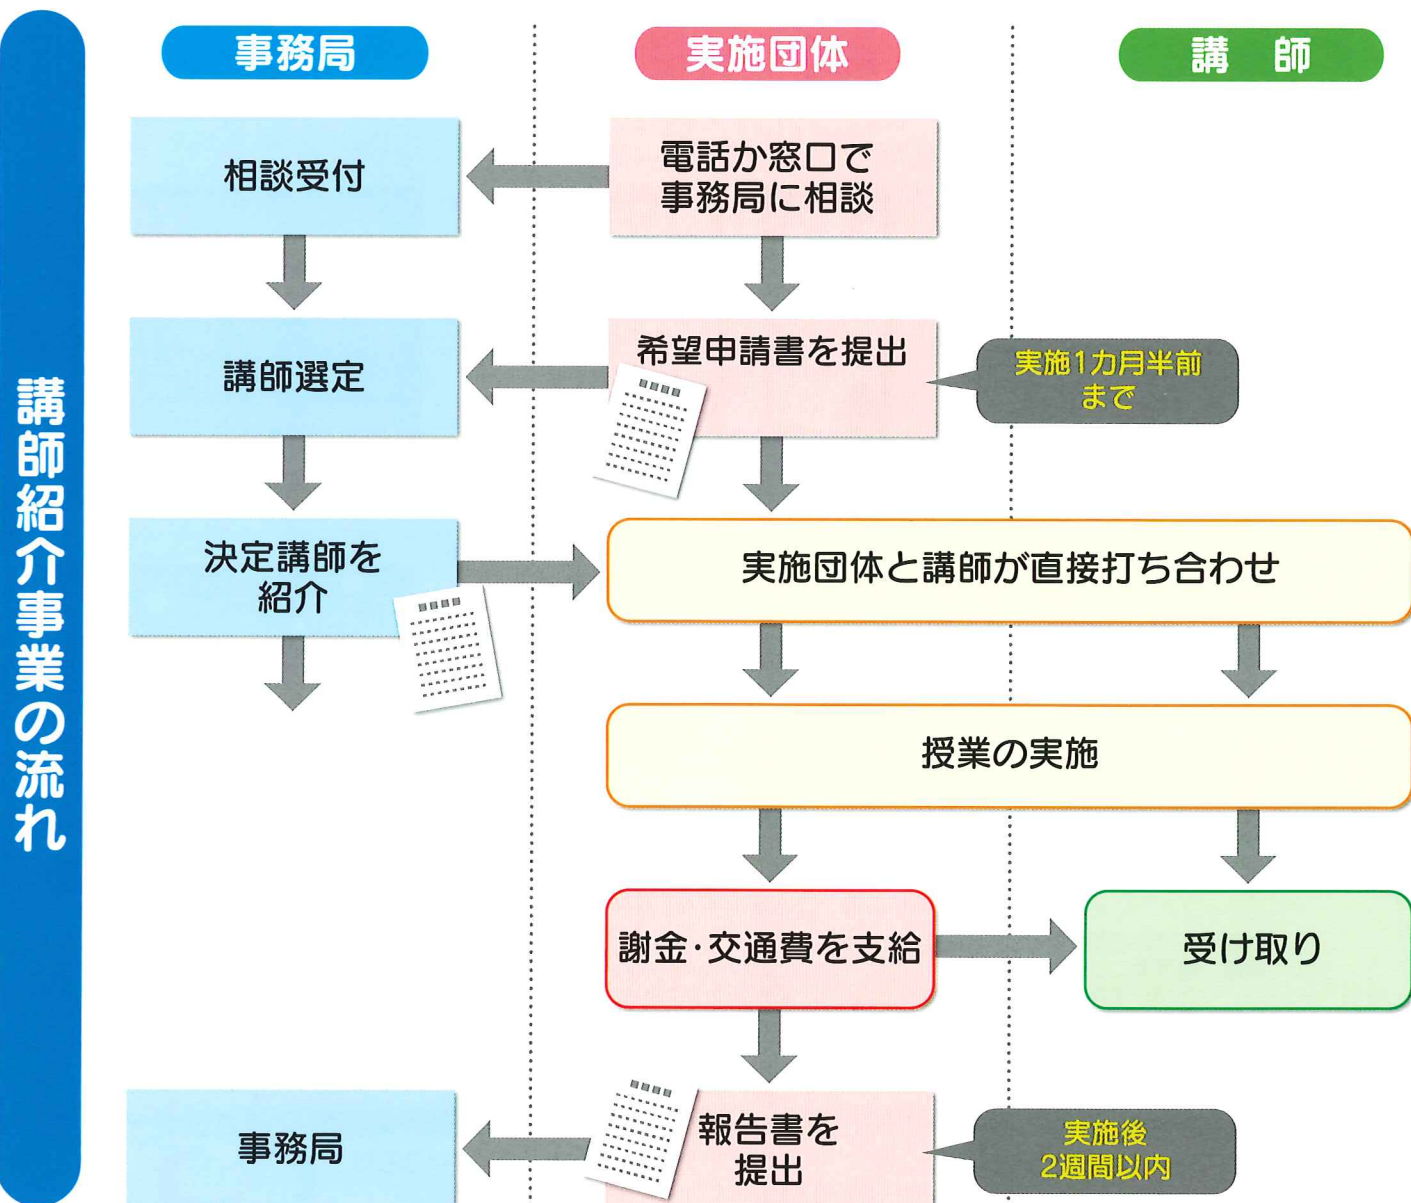 講師紹介事業の流れ
事務局
実施団体
講 師
相談受付
電話か窓口で
事務局に相談
講師選定
希望申請書を提出
実施1カ月半前
まで
決定講師を
紹介
実施団体と講師が直接打ち合わせ
授業の実施
謝金・交通費を支給
受け取り
事務局
報告書を
提出
実施後
2週間以内